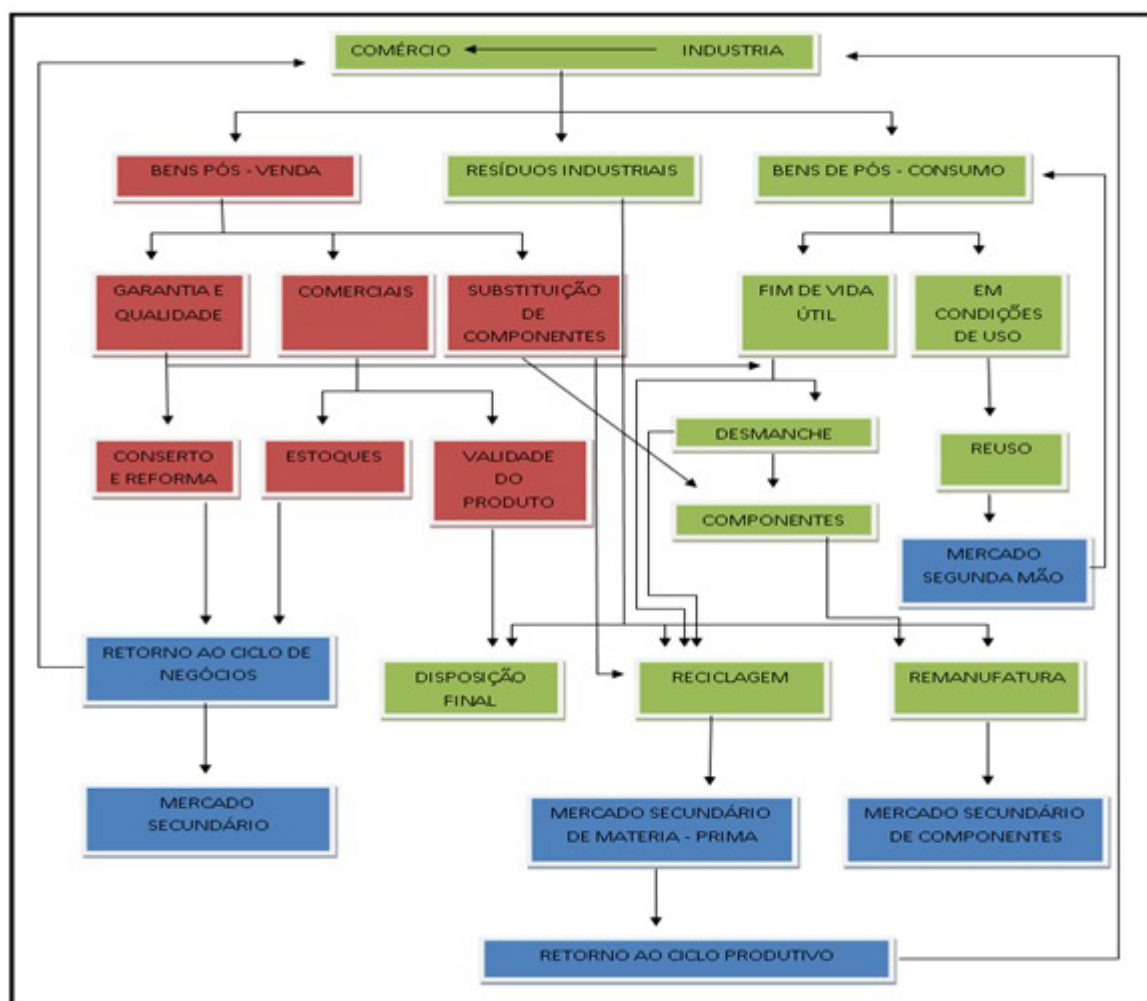 COMÉRCIO INDUSTRIA
BENS PÓS - VENDA
RESÍDUOS INDUSTRIAIS
BENS DE PÓS - CONSUMO
GARANTIA E
QUALIDADE
COMERCIAIS
SUBSTITUIÇÃO
DE
COMPONENTES
FIM DE VIDA
ÚTIL
EM
CONDIÇÕES
DE USO
CONSERTO
E REFORMA
ESTOQUES
VALIDADE
DO
PRODUTO
DESMANCHE
REUSO
COMPONENTES
MERCADO
SEGUNDA MÃO
RETORNO AO CICLO DE
NEGÓCIOS
DISPOSIÇÃO
FINAL
RECICLAGEM
REMANUFATURA
MERCADO
SECUNDÁRIO
MERCADO SECUNDÁRIO
DE MATERIA - PRIMA
MERCADO SECUNDÁRIO
DE COMPONENTES
RETORNO AO CICLO PRODUTIVO